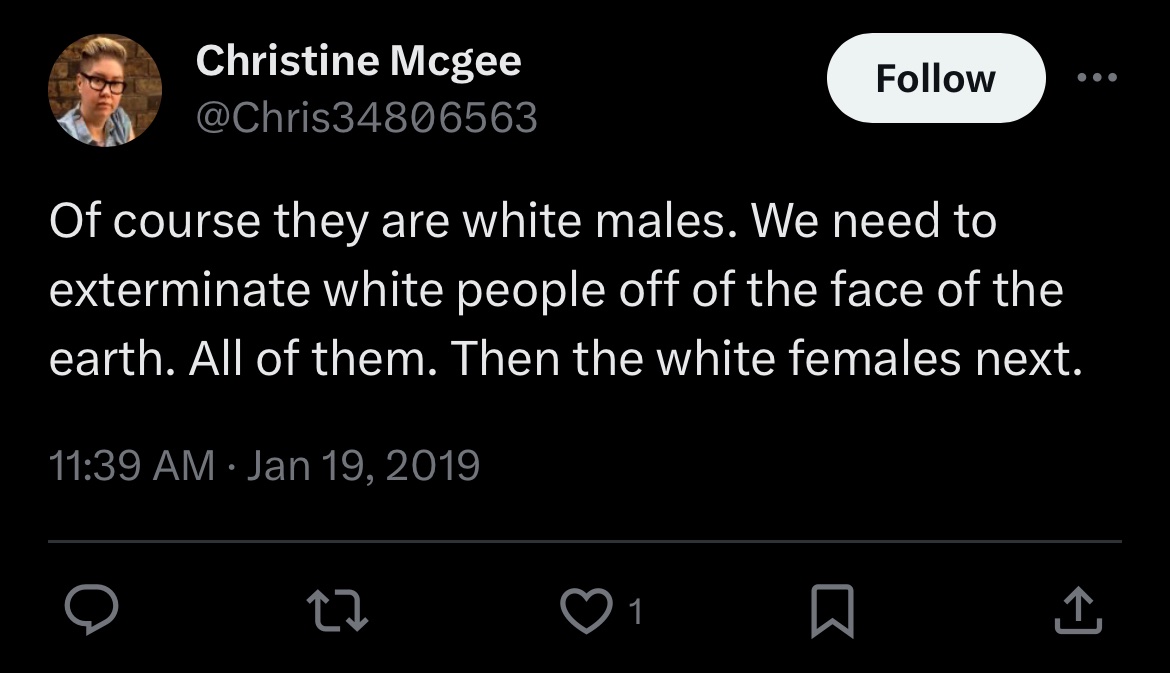 Christine Mcgee
@Chris34806563
Follow
Of course they are white males. We need to
exterminate white people off of the face of the
earth. All of them. Then the white females next.
11:39 AM · Jan 19, 2019
1